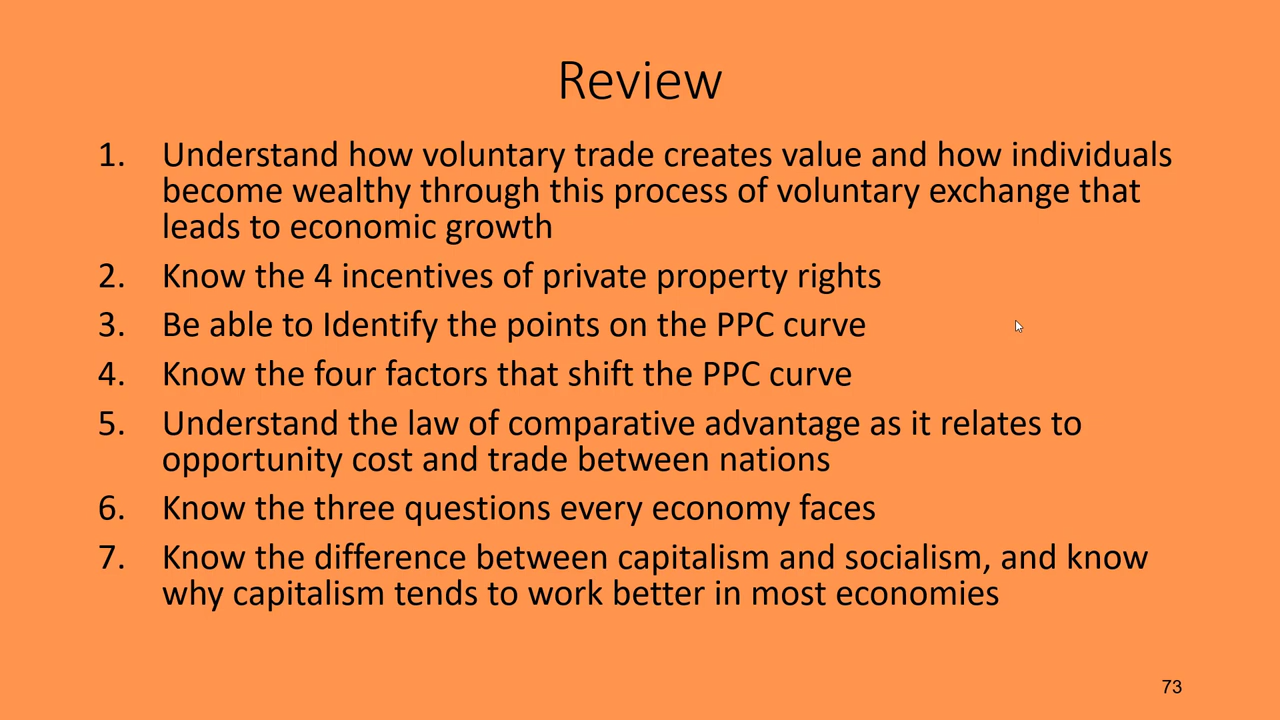 Review
1. Understand how voluntary trade creates value and how individuals
become wealthy through this process of voluntary exchange that
leads to economic growth
2. Know the 4 incentives of private property rights
3. Be able to Identify the points on the PPC curve
4. Know the four factors that shift the PPC curve
5. Understand the law of comparative advantage as it relates to
opportunity cost and trade between nations
6. Know the three questions every economy faces
7. Know the difference between capitalism and socialism, and know
why capitalism tends to work better in most economies
73